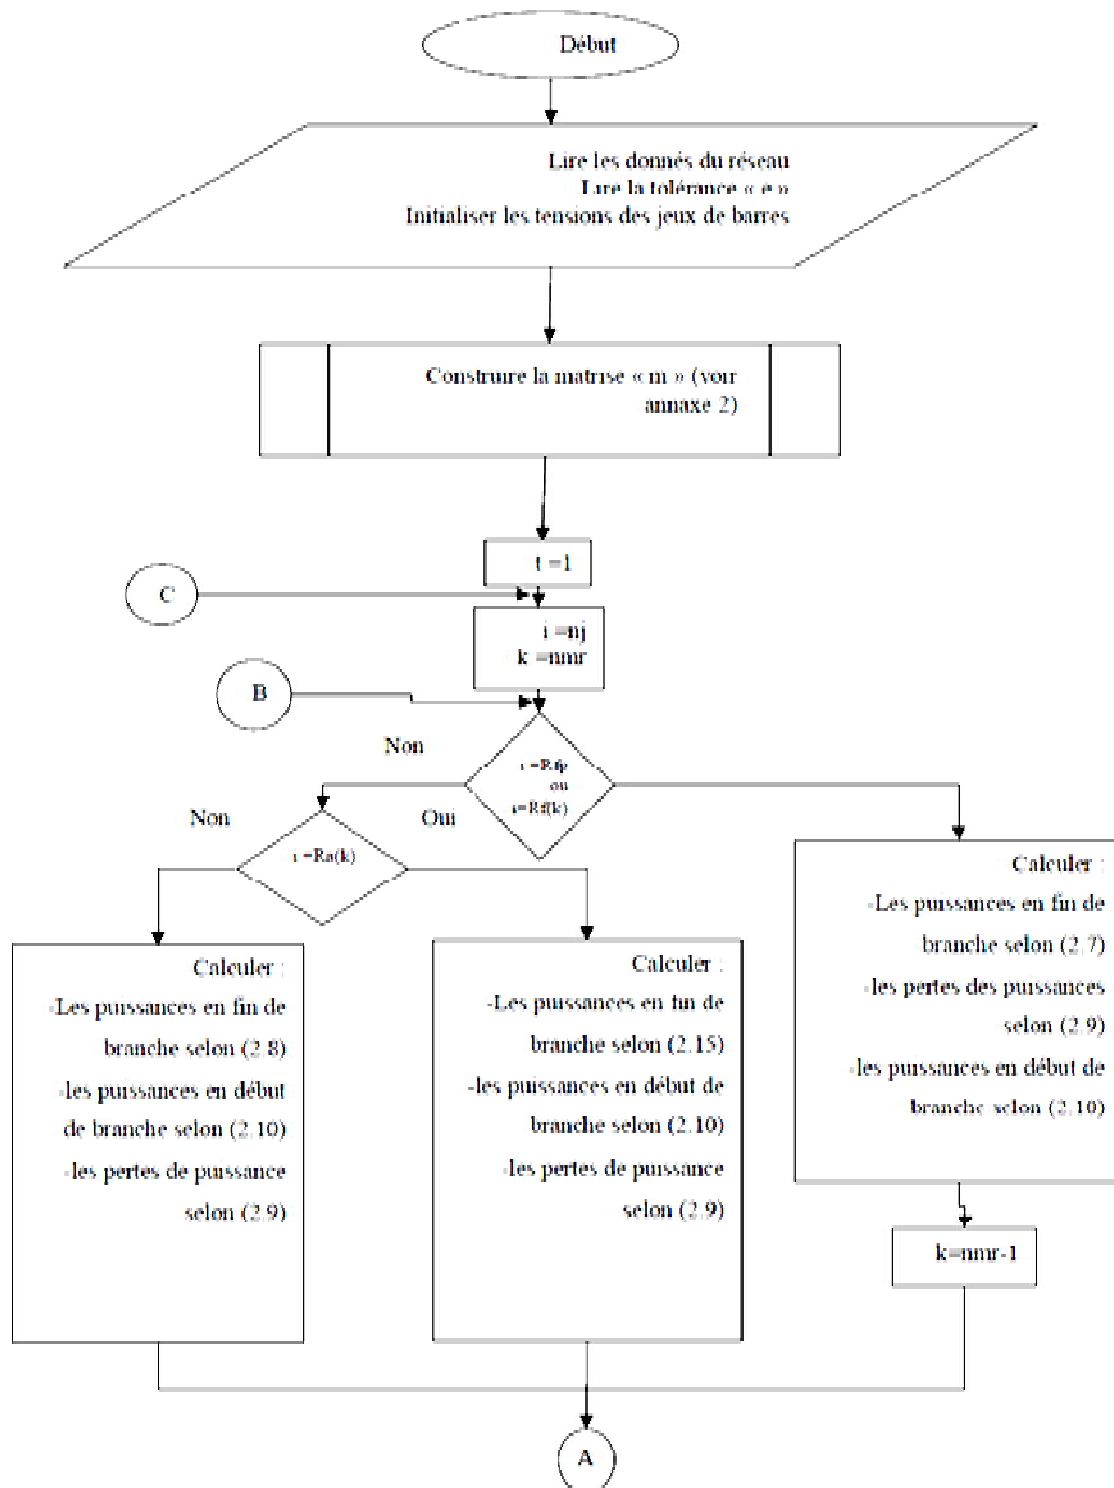 Début
Lire les donnés du réseau
Lire la tolérance « e »
Initialiser les tensions des jeux de barres
Construire la matrise « m » (voir
annaxe 2)
t =1
C
i =nj
k =nmr
B
Non
ou
i=Rf(k)
Non
Oui
i =Ra(k)
Calculer :
-Les puissances en fin de
branche selon (2.7)
-les pertes des puissances
selon (2.9)
-les puissances en début de
branche selon (2.10)
Calculer :
-Les puissances en fin de
branche selon (2.8)
-les puissances en début
de branche selon (2.10)
-les pertes de puissance
selon (2.9)
Calculer :
-Les puissances en fin de
branche selon (2.15)
-les puissances en début de
branche selon (2.10)
-les pertes de puissance
selon (2.9)
k=nmr-1
A